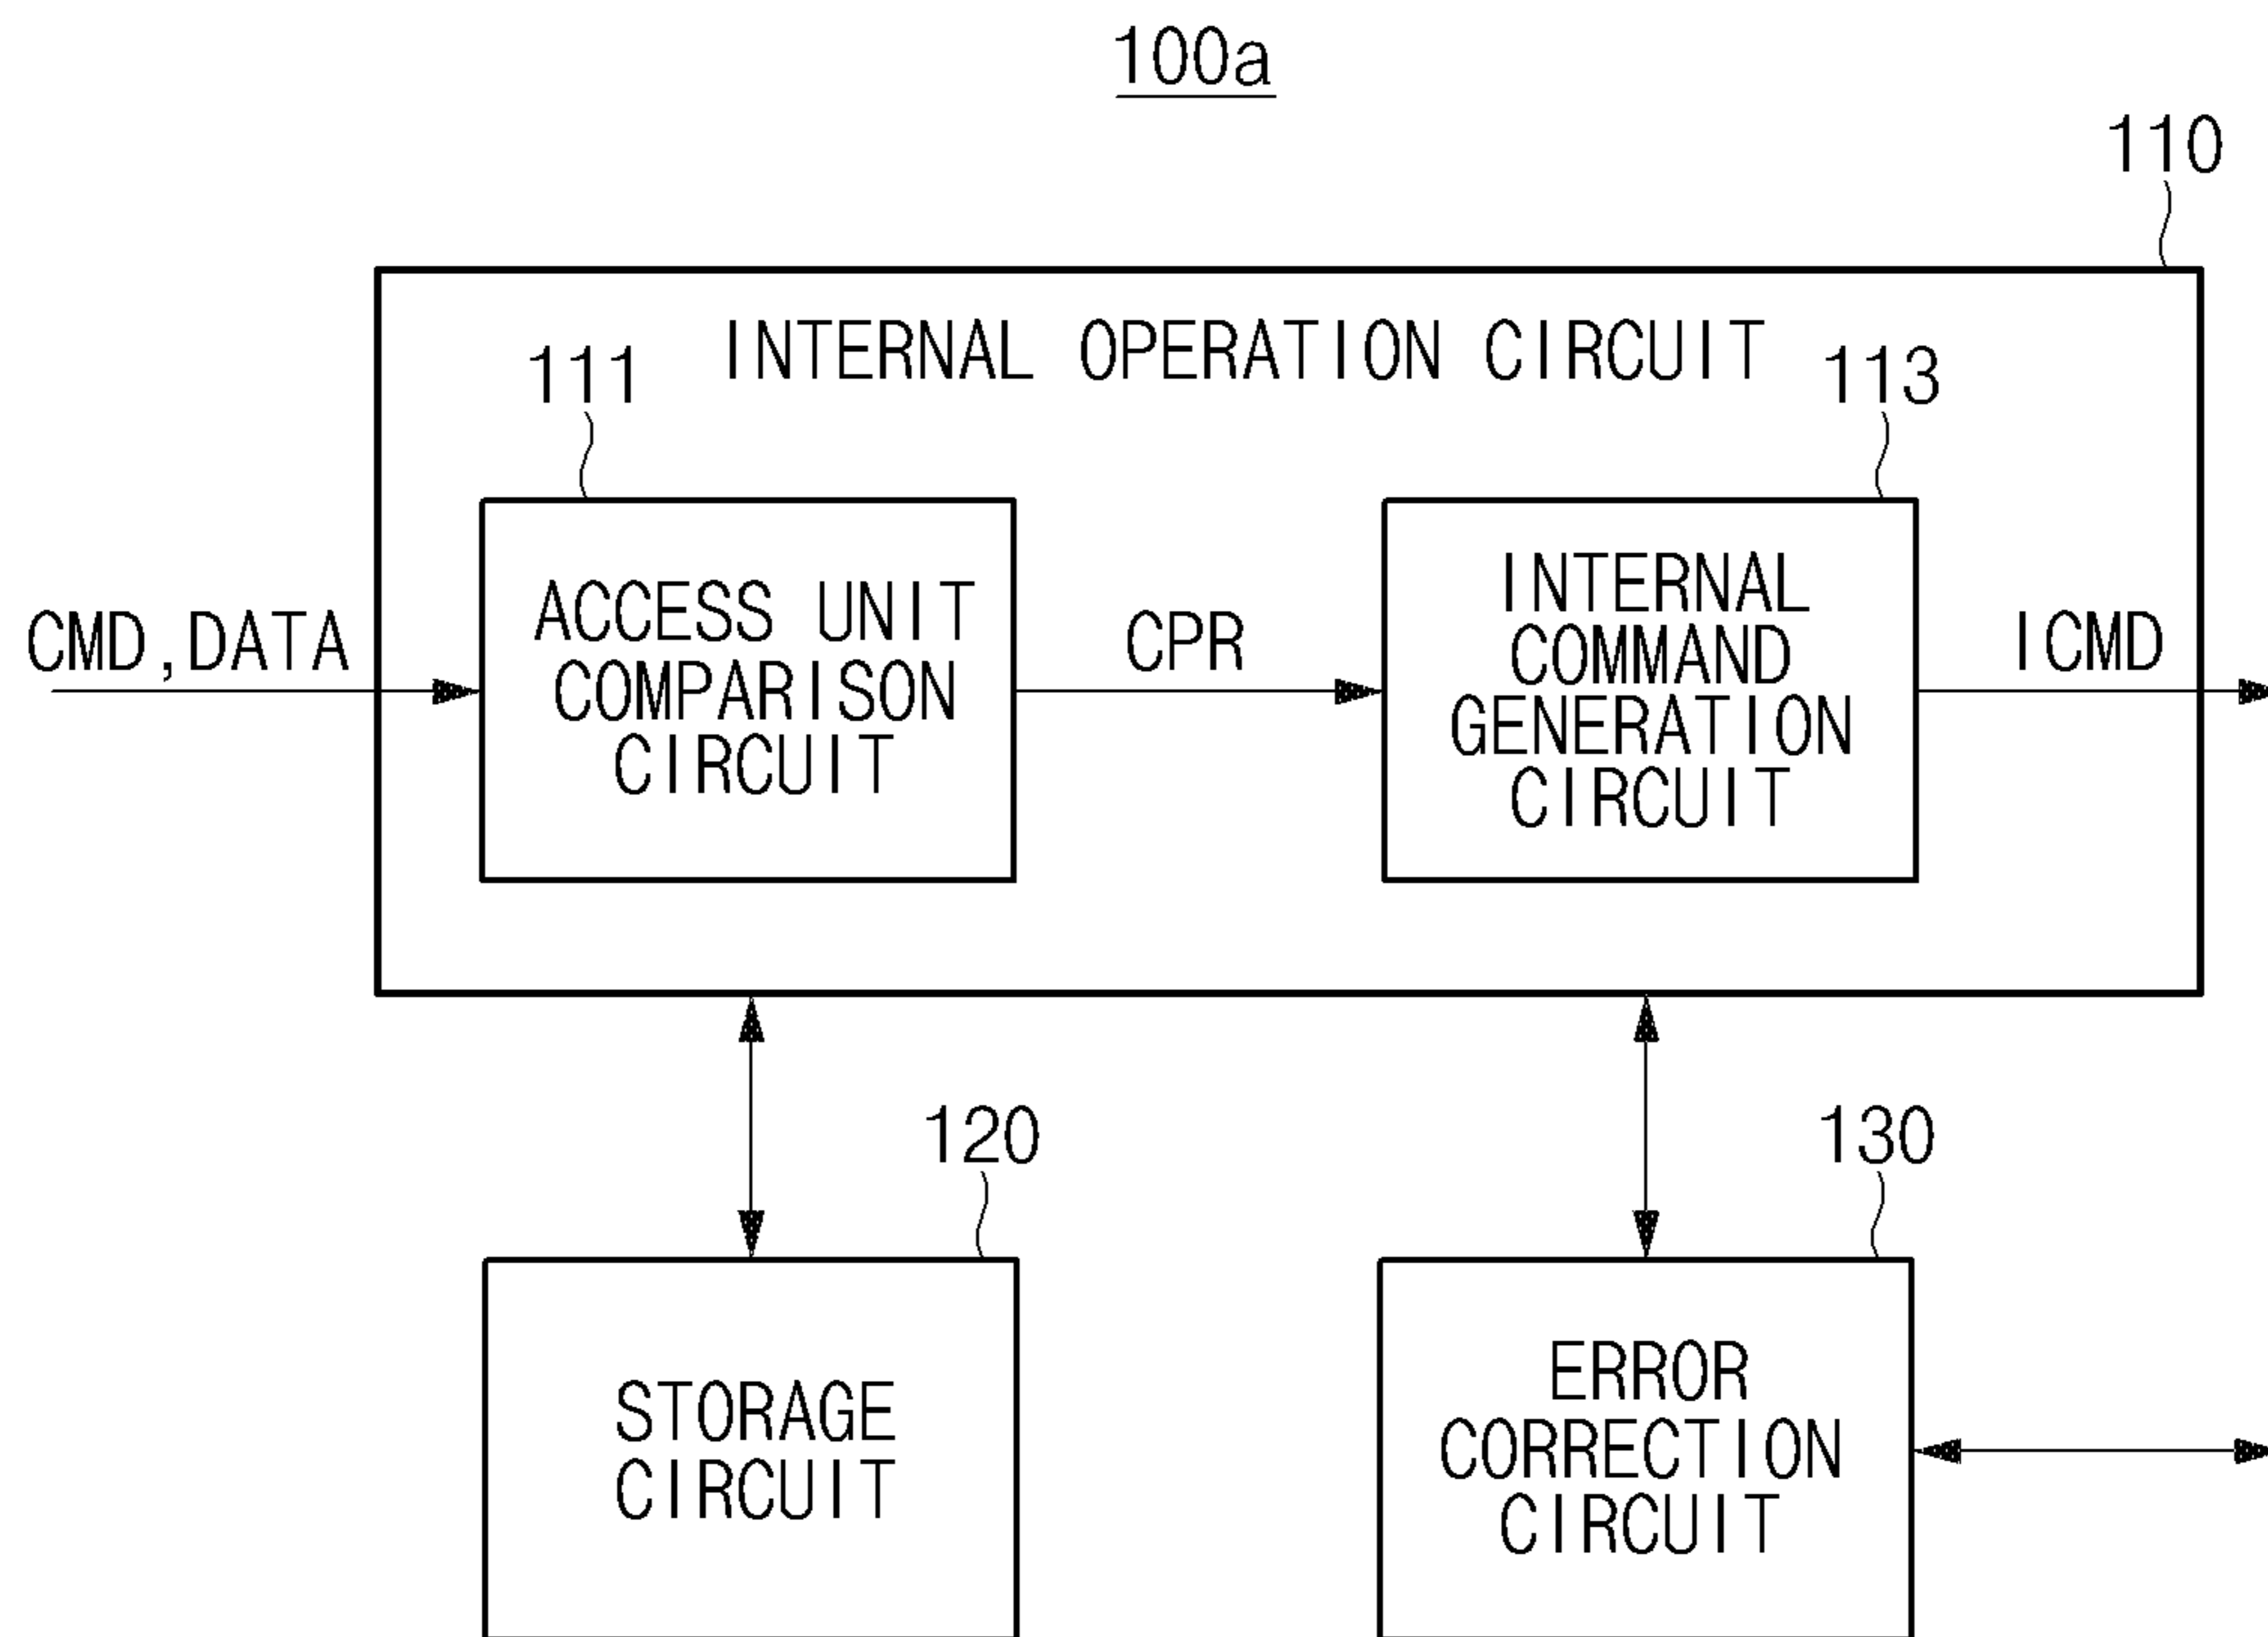 100a
110
INTERNAL OPERATION CIRCUIT
111
113
CMD,DATA
ACCESS UNIT
COMPARISON
CIRCUIT
CPR
INTERNAL
COMMAND
GENERATION
CIRCUIT
ICMD
120
130
STORAGE
CIRCUIT
ERROR
CORRECTION
CIRCUIT